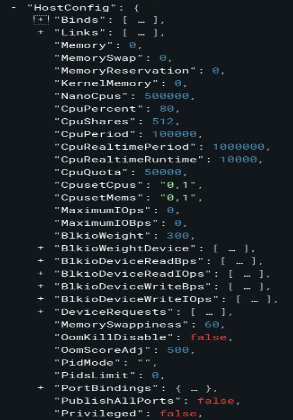 - "HostConfig": {
+ "Binds": [ … ],
+ "Links": [ … ],
"Memory": 0,
"MemorySwap": 0,
"MemoryReservation": 0,
"KernelMemory": 0,
"NanoCpus": 500000,
"CpuPercent": 80,
"CpuShares": 512,
"CpuPeriod": 100000,
"CpuRealtimePeriod": 1000000,
"CpuRealtimeRuntime": 10000,
"CpuQuota": 50000,
"CpusetCpus": "0,1",
"CpusetMems": "0,1",
"MaximumIOps": 0,
"MaximumIOBps": 0,
"BlkioWeight": 300,
+ "BlkioWeightDevice": [ … ],
+ "BlkioDeviceReadBps": [ … ],
+ "BlkioDeviceReadIOps": [ … ],
+ "BlkioDeviceWriteBps": [ … ],
+ "BlkioDeviceWriteIOps": [ … ],
+ "DeviceRequests": [ … ],
"MemorySwappiness": 60,
"OomKillDisable": false,
"OomScoreAdj": 500,
"PidMode": "",
"PidsLimit": 0,
+ "PortBindings": { … },
"PublishAllPorts": false,
"Privileged": false,